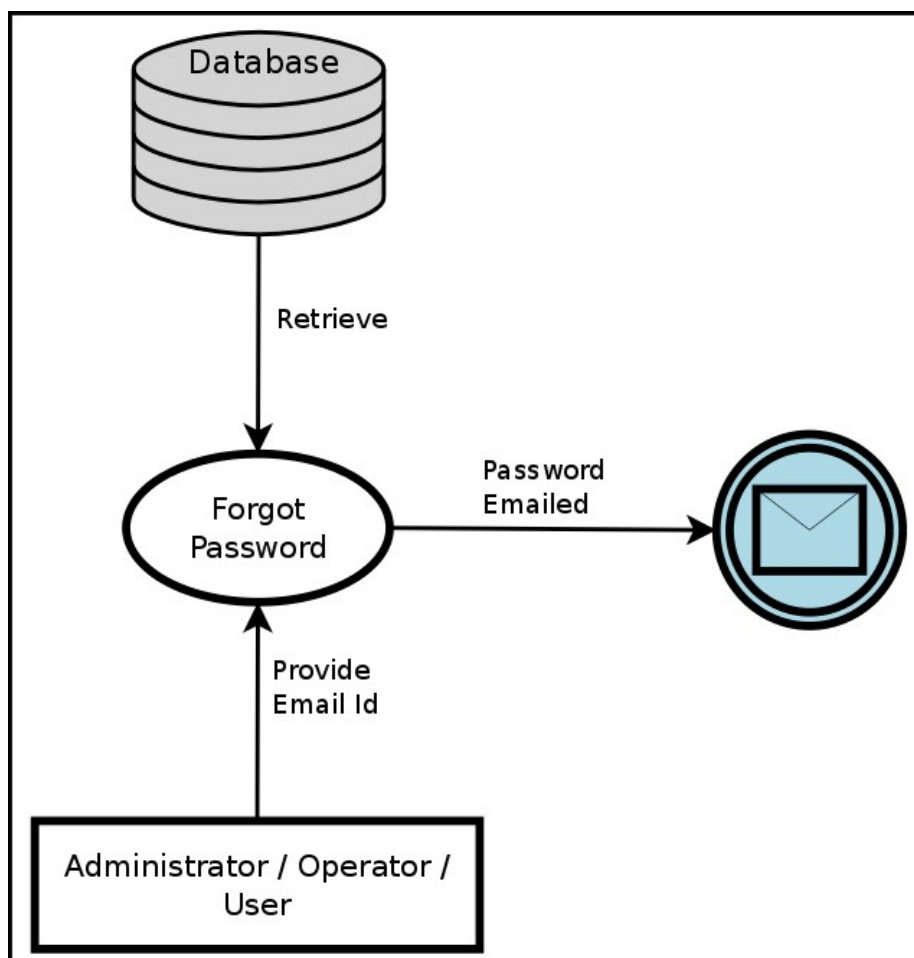 Database
Retrieve
Forgot
Password
Password
Emailed
Provide
Email Id
Administrator / Operator /
User